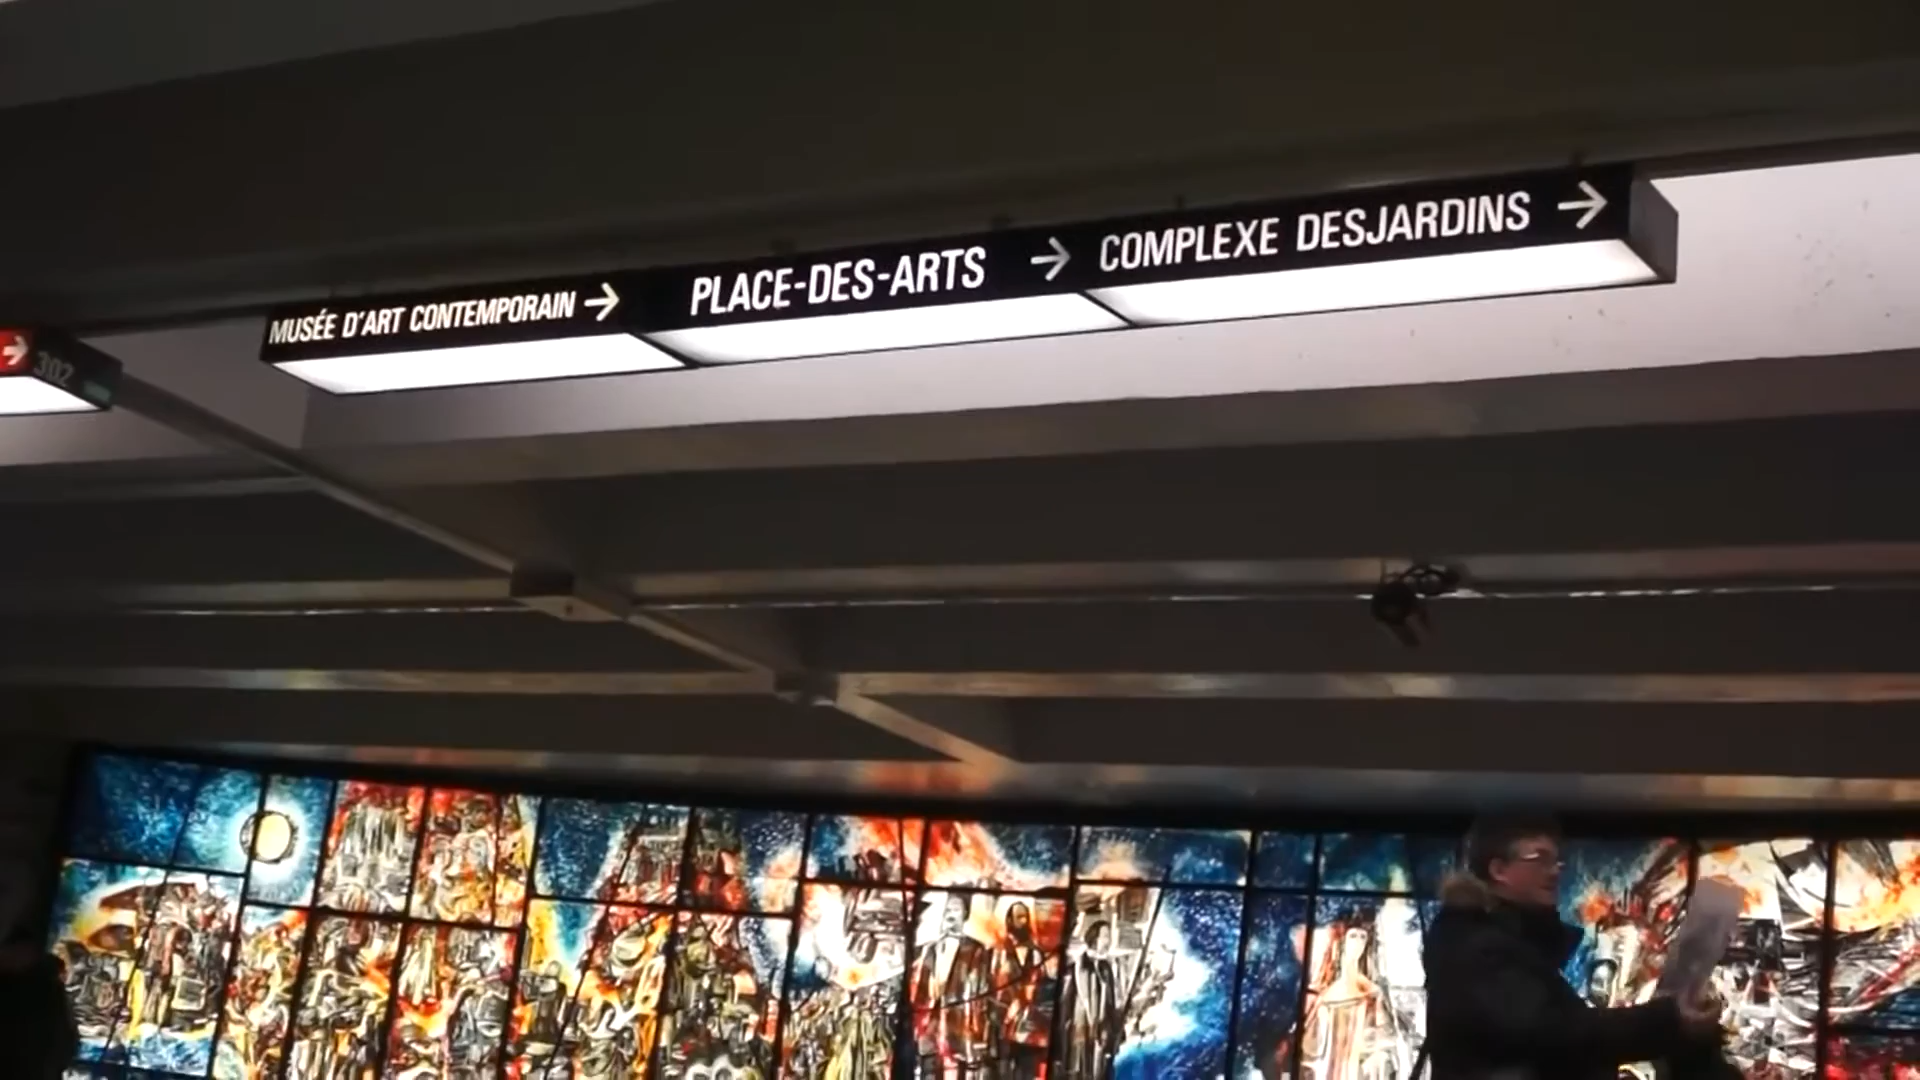 MUSÉE D'ART CONTEMPORAIN →
PLACE-DES-ARTS →
COMPLEXE DESJARDINS →
→ 302